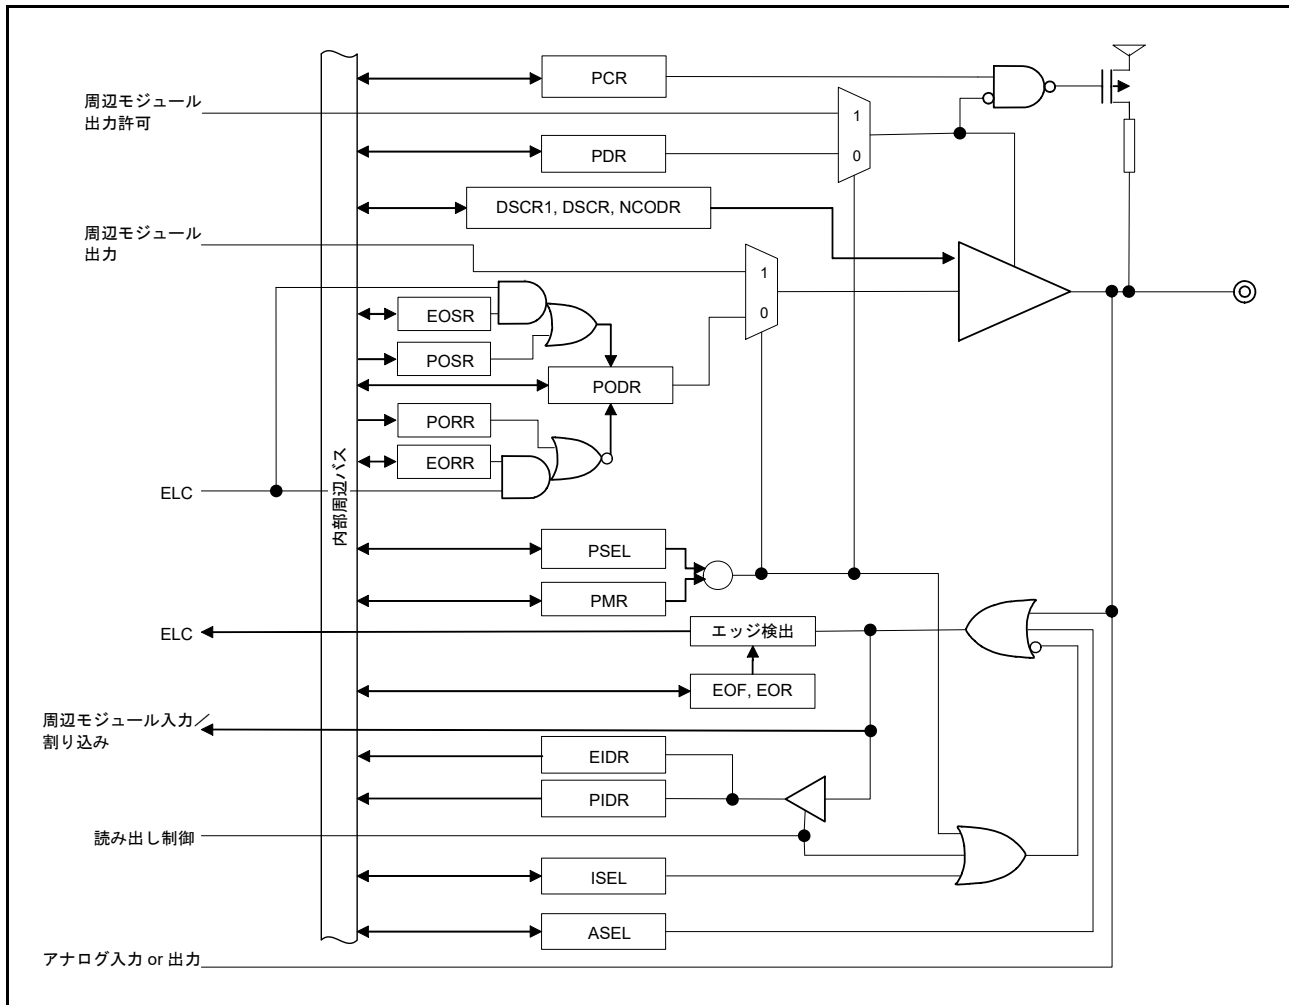 PCR
周辺モジュール
出力許可
1
PDR
0
DSCR1, DSCR, NCODR
周辺モジュール
出力
1
EOSR
0
POSR
PODR
PORR
EORR
ELC
内部周辺バス
PSEL
PMR
ELC
エッジ検出
EOF, EOR
周辺モジュール入力／
割り込み
EIDR
PIDR
読み出し制御
ISEL
ASEL
アナログ入力 or 出力